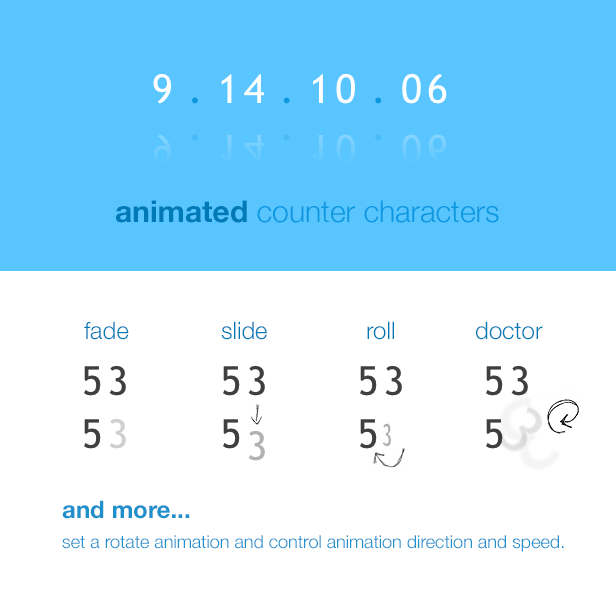 9 . 14 . 10 . 06
animated counter characters
fade slide roll doctor
53 53 53 53
53 53 53 53
and more...
set a rotate animation and control animation direction and speed.